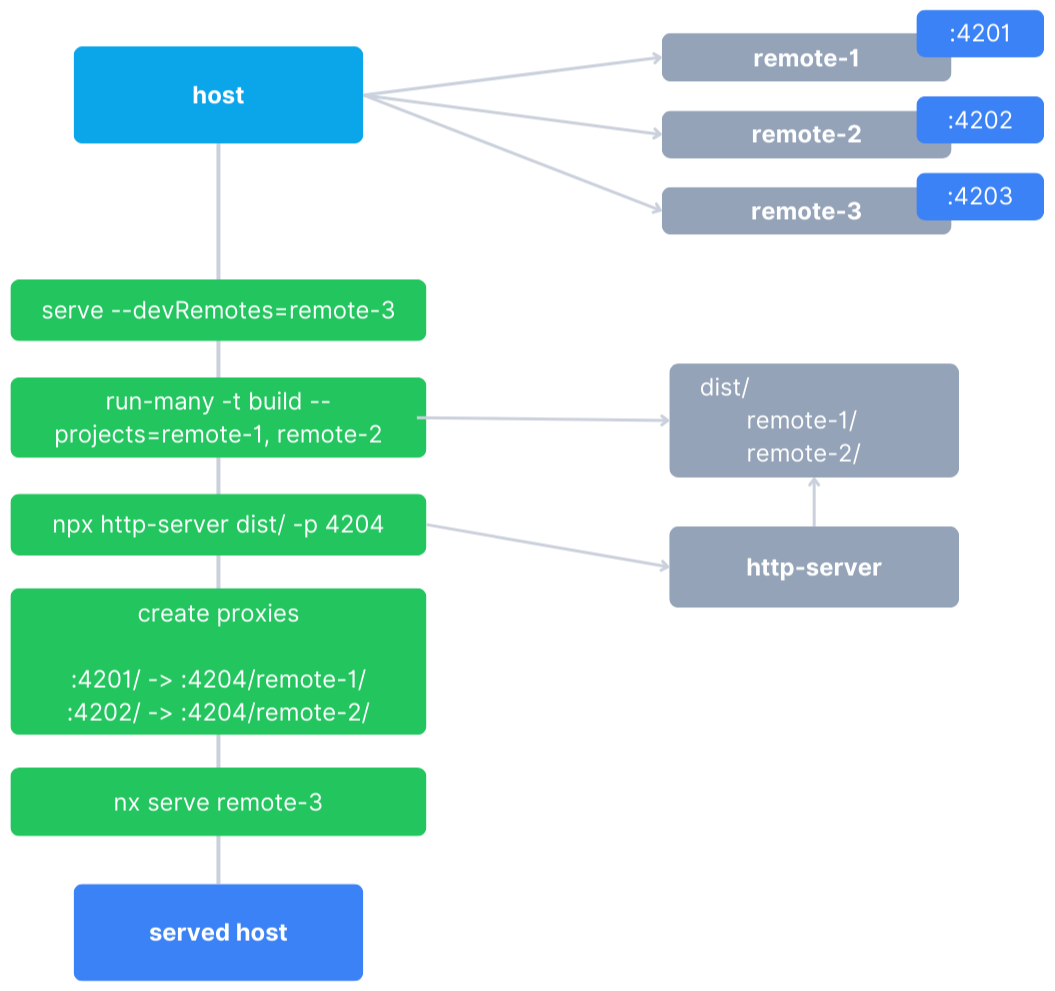 host
remote-1
:4201
remote-2
:4202
remote-3
:4203
serve --devRemotes=remote-3
run-many -t build --
projects=remote-1, remote-2
dist/
remote-1/
remote-2/
npx http-server dist/ -p 4204
http-server
create proxies
:4201/ -> :4204/remote-1/
:4202/ -> :4204/remote-2/
nx serve remote-3
served host